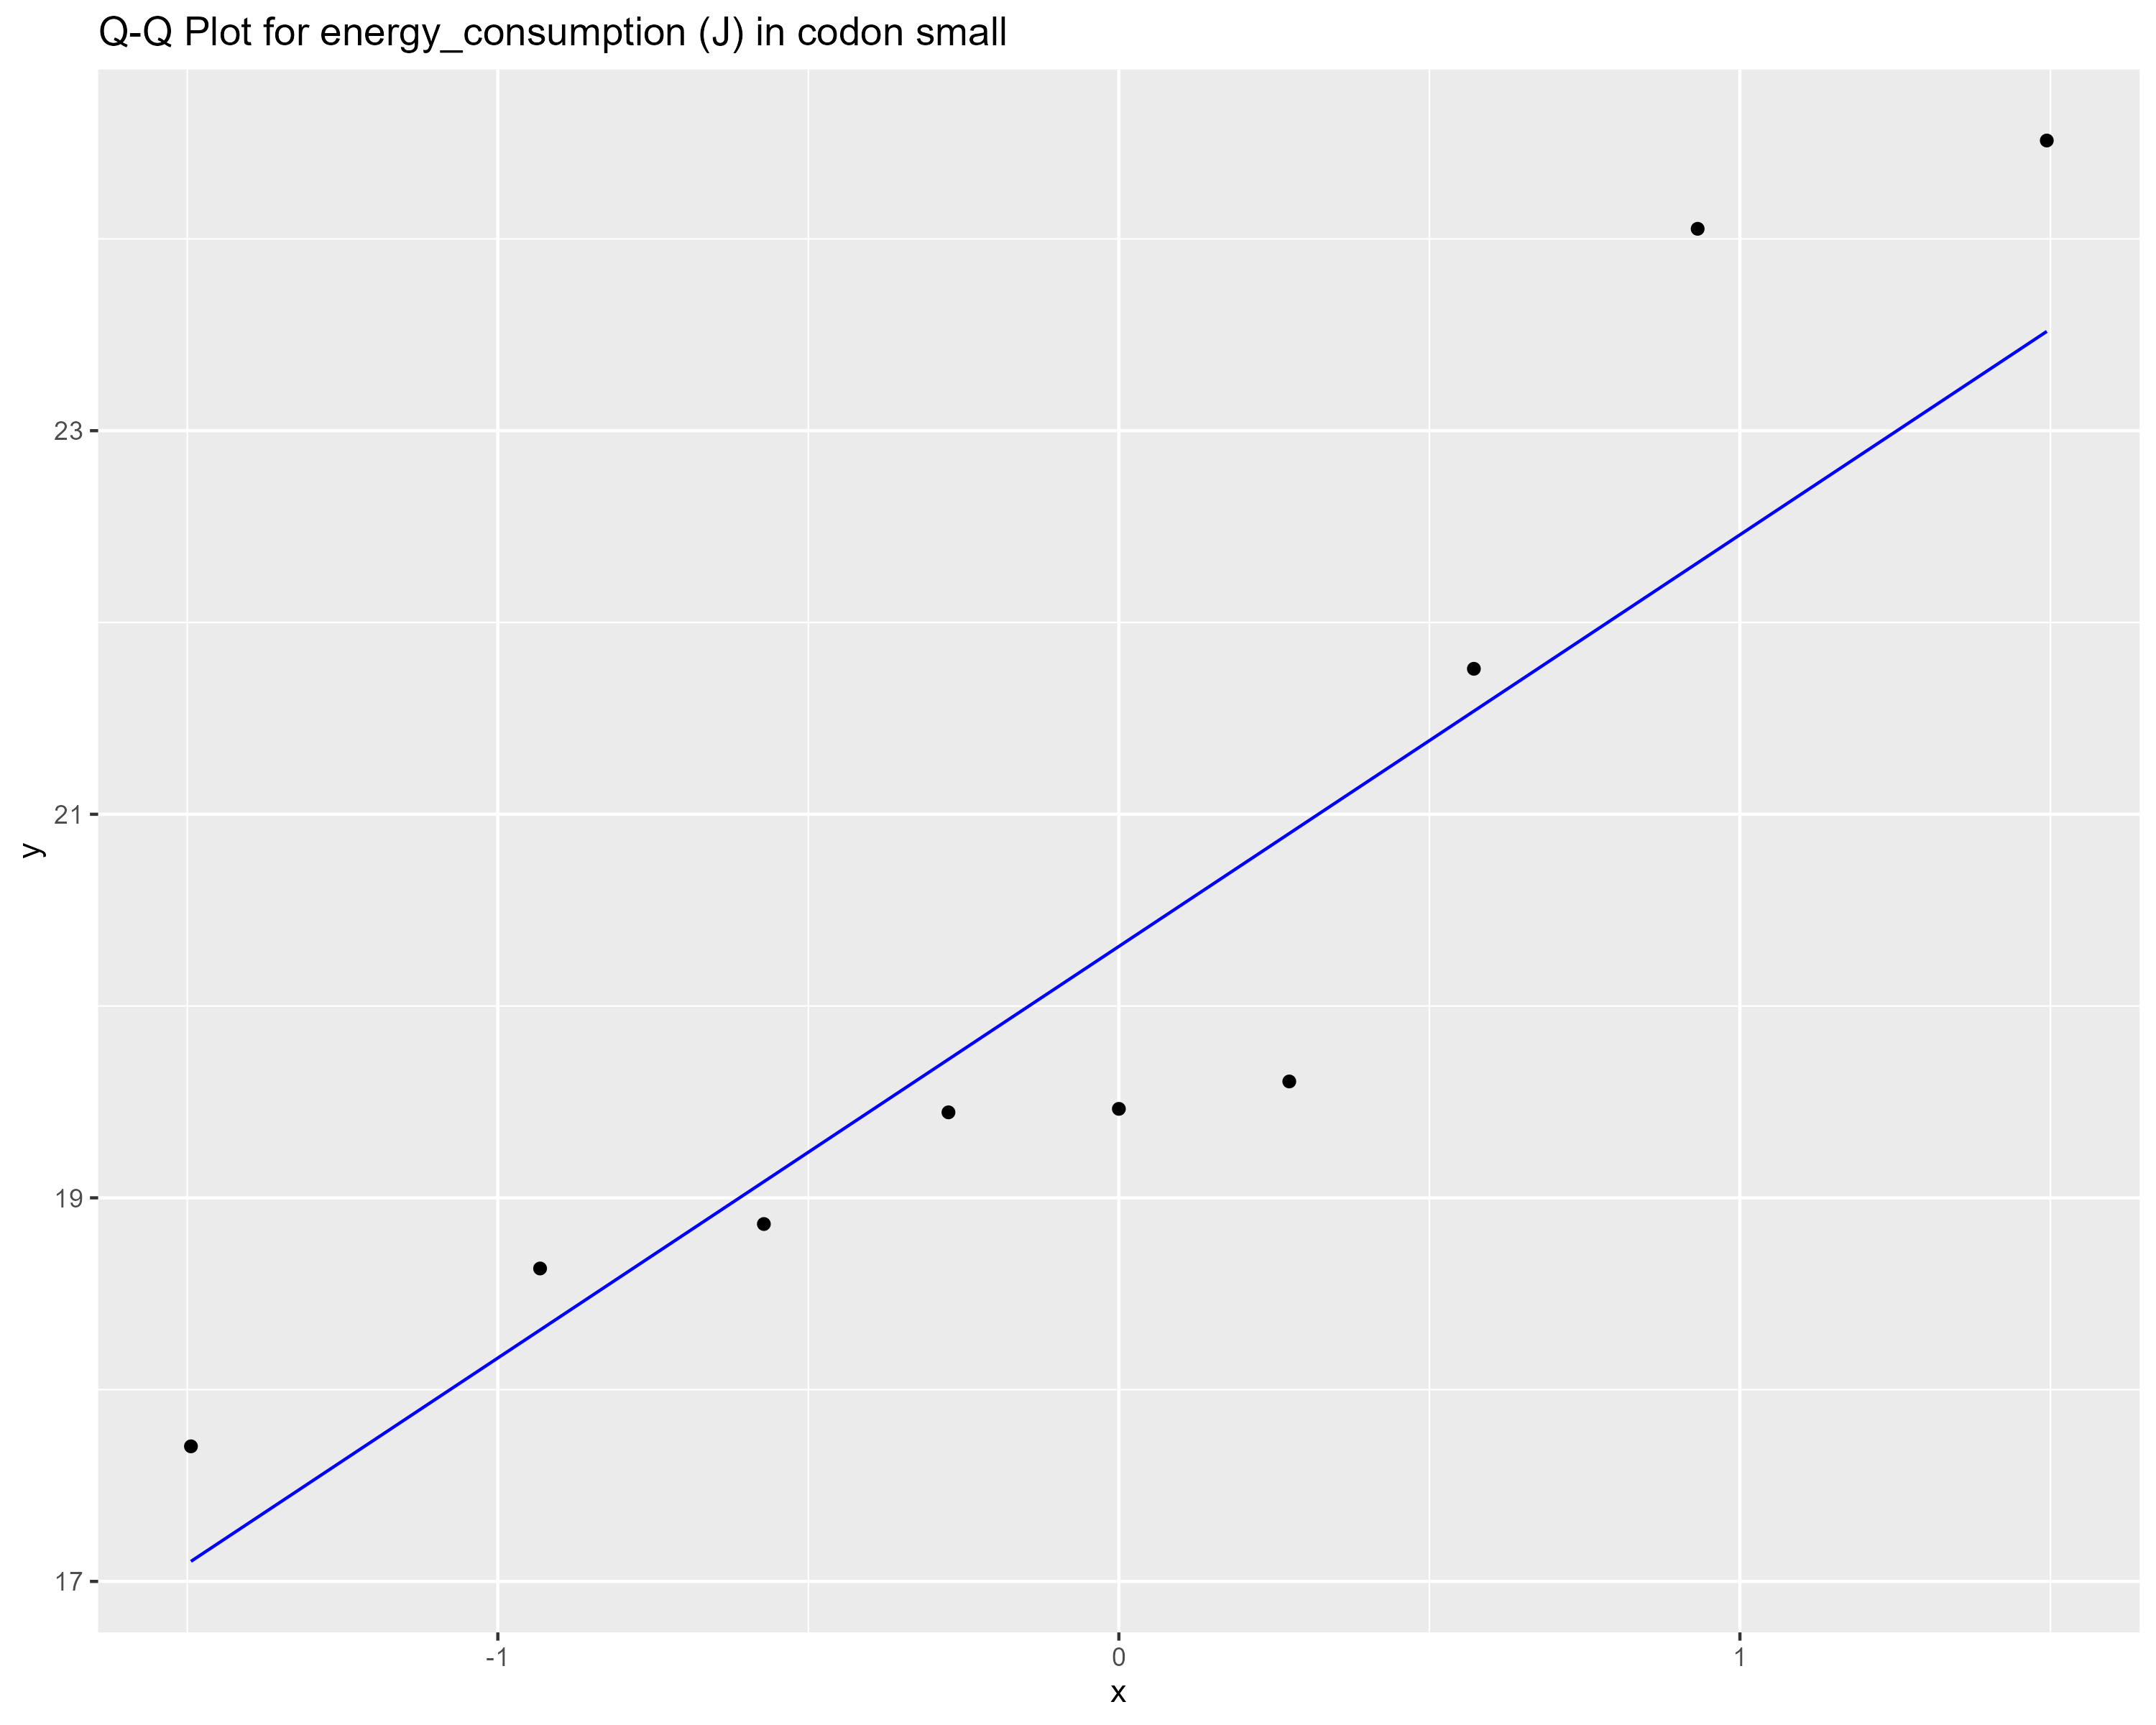 Q-Q Plot for energy_consumption (J) in codon small
23
21
y
19
17
-1 0 1
x